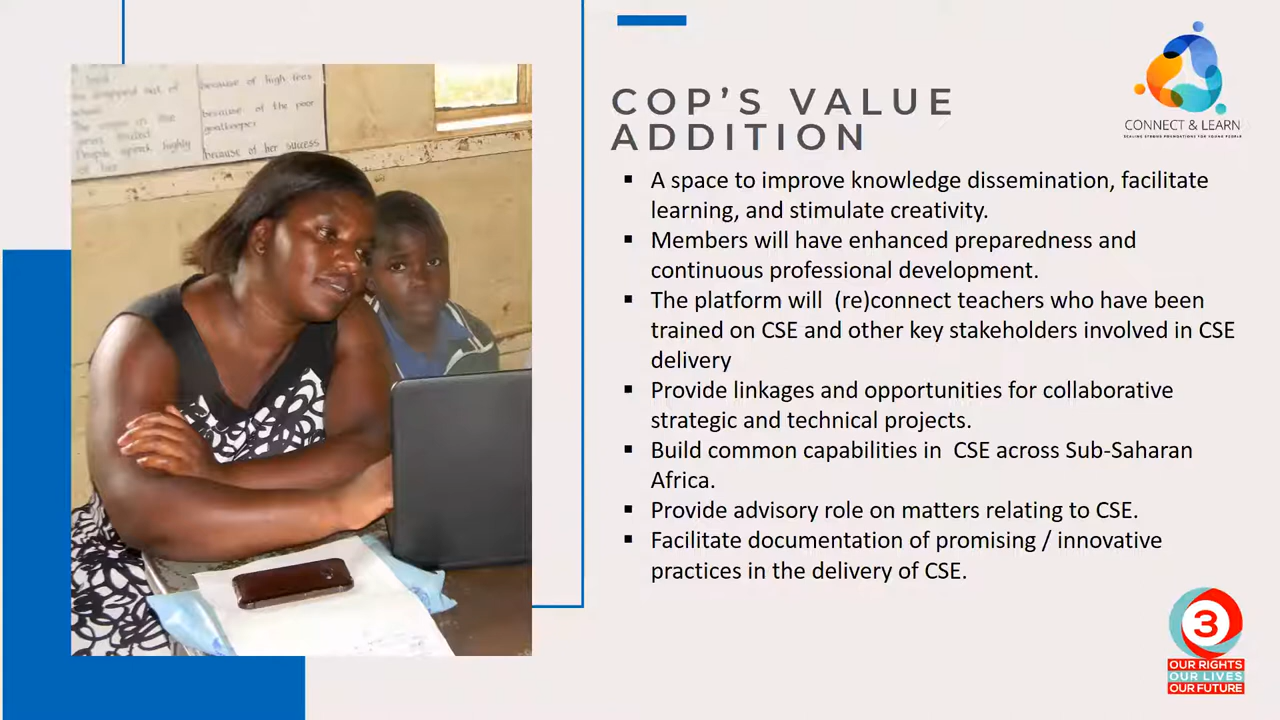 COP'S VALUE
ADDITION
CONNECT & LEARN
▪ A space to improve knowledge dissemination, facilitate
learning, and stimulate creativity.
▪ Members will have enhanced preparedness and
continuous professional development.
▪ The platform will (re)connect teachers who have been
trained on CSE and other key stakeholders involved in CSE
delivery
▪ Provide linkages and opportunities for collaborative
strategic and technical projects.
▪ Build common capabilities in CSE across Sub-Saharan
Africa.
▪ Provide advisory role on matters relating to CSE.
▪ Facilitate documentation of promising / innovative
practices in the delivery of CSE.
because of high fees
because of the poor
goalkeeper
because of her success
People speak highly
of her
3
OUR RIGHTS
OUR LIVES
OUR FUTURE